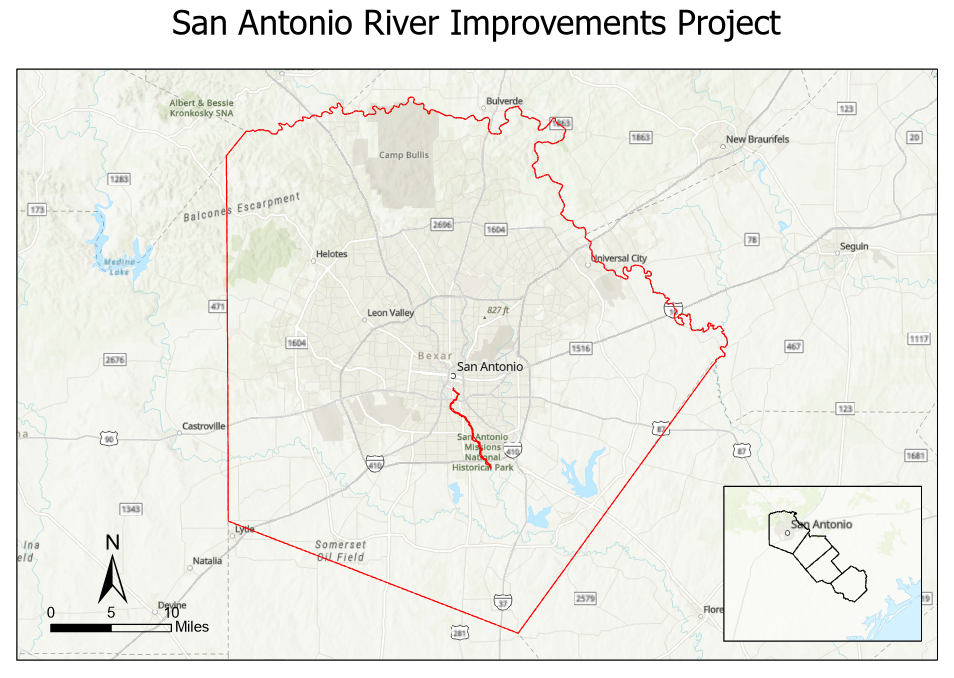 San Antonio River Improvements Project
Albert & Bessie
Kronkosky SNA
Bulverde
123
1863
1863
New Braunfels
20
Camp Bullis
1283
173
Balcones Escarpment
2696
1604
78
Seguin
Helotes
Universal City
Medina
Lake
471
827 ft
Leon Valley
1604
1516
467
1117
2676
Bexar
San Antonio
123
Castroville
87
90
San Antonio
Missions
National
Historical Park
410
410
87
1681
1343
San Antonio
Lytle
N
Somerset
Oil Field
Natalia
37
2579
Devine
0
5
10
Miles
281